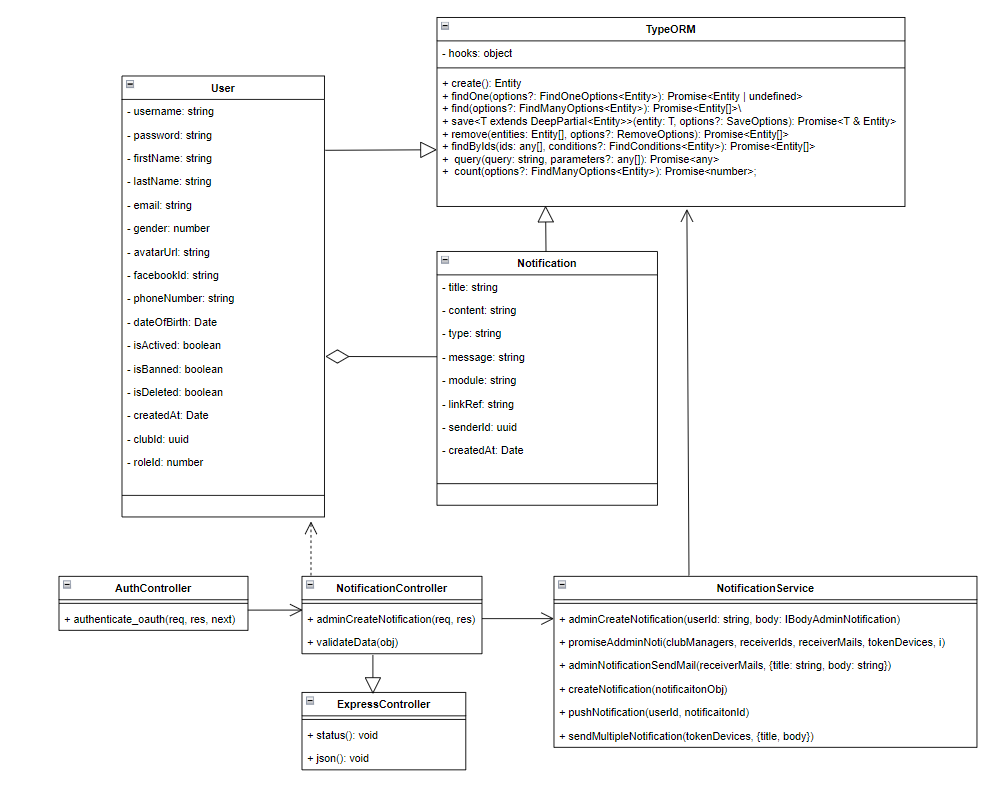 TypeORM
- hooks: object
+ create(): Entity
+ findOne(options?: FindOneOptions<Entity>): Promise<Entity | undefined>
+ find(options?: FindManyOptions<Entity>): Promise<Entity[]>\
+ save<T extends DeepPartial<Entity>>(entity: T, options?: SaveOptions): Promise<T & Entity>
+ remove(entities: Entity[], options?: RemoveOptions): Promise<Entity[]>
+ findByIds(ids: any[], conditions?: FindConditions<Entity>): Promise<Entity[]>
+ query(query: string, parameters?: any[]): Promise<any>
+ count(options?: FindManyOptions<Entity>): Promise<number>;
User
- username: string
- password: string
- firstName: string
- lastName: string
- email: string
- gender: number
- avatarUrl: string
- facebookId: string
- phoneNumber: string
- dateOfBirth: Date
- isActived: boolean
- isBanned: boolean
- isDeleted: boolean
- createdAt: Date
- clubId: uuid
- roleId: number
Notification
- title: string
- content: string
- type: string
- message: string
- module: string
- linkRef: string
- senderId: uuid
- createdAt: Date
AuthController
+ authenticate_oauth(req, res, next)
NotificationController
+ adminCreateNotification(req, res)
+ validateData(obj)
NotificationService
+ adminCreateNotification(userId: string, body: IBodyAdminNotification)
+ promiseAddminNoti(clubManagers, receiverIds, receiverMails, tokenDevices, i)
+ adminNotificationSendMail(receiverMails, {title: string, body: string})
+ createNotification(notificaitonObj)
+ pushNotification(userId, notificaitonId)
+ sendMultipleNotification(tokenDevices, {title, body})
ExpressController
+ status(): void
+ json(): void